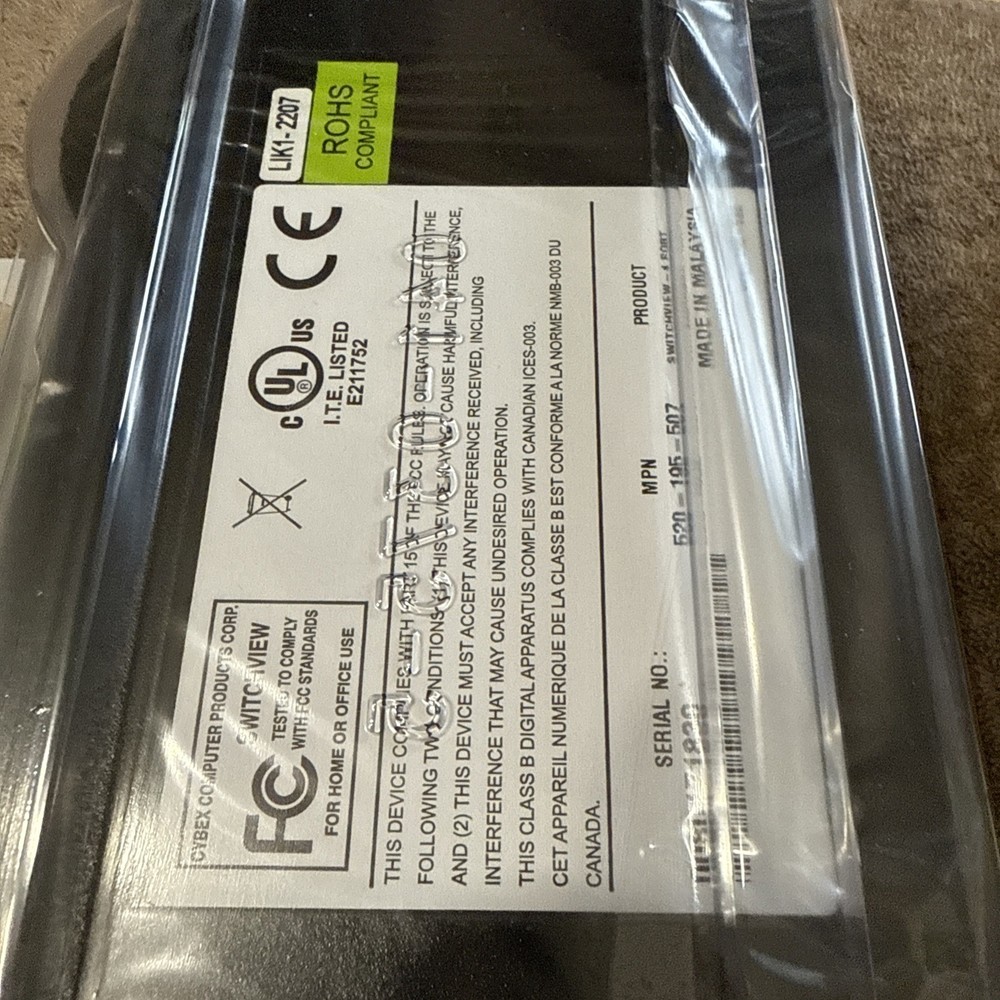 LIK1-2207
ROHS
COMPLIANT
CYBEX COMPUTER PRODUCTS CORP.
SWITCHVIEW
TESTED TO COMPLY
WITH FCC STANDARDS
FC
FOR HOME OR OFFICE USE
C UL US
®
I.T.E. LISTED
E211752
CE
THIS DEVICE COMPLIES WITH PART 15 OF THE FCC RULES. OPERATION IS SUBJECT TO THE
FOLLOWING TWO CONDITIONS: (1) THIS DEVICE MAY NOT CAUSE HARMFUL INTERFERENCE,
AND (2) THIS DEVICE MUST ACCEPT ANY INTERFERENCE RECEIVED, INCLUDING
INTERFERENCE THAT MAY CAUSE UNDESIRED OPERATION.
THIS CLASS B DIGITAL APPARATUS COMPLIES WITH CANADIAN ICES-003.
CET APPAREIL NUMERIQUE DE LA CLASSE B EST CONFORME A LA NORME NMB-003 DU
CANADA.
SERIAL NO.: MPN PRODUCT
520-195-507 SWITCHVIEW-4 PORT
MADE IN MALAYSIA